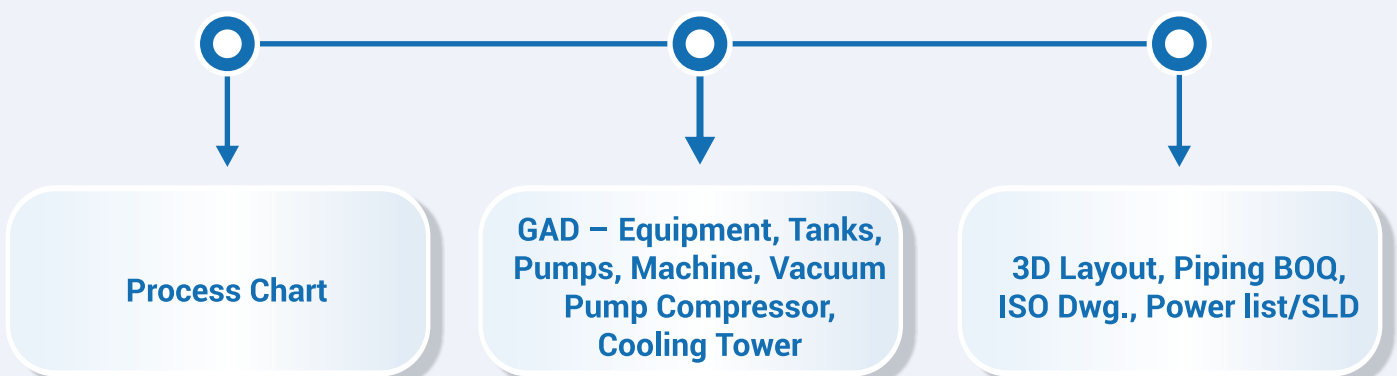 Process Chart
GAD – Equipment, Tanks,
Pumps, Machine, Vacuum
Pump Compressor,
Cooling Tower
3D Layout, Piping BOQ,
ISO Dwg., Power list/SLD